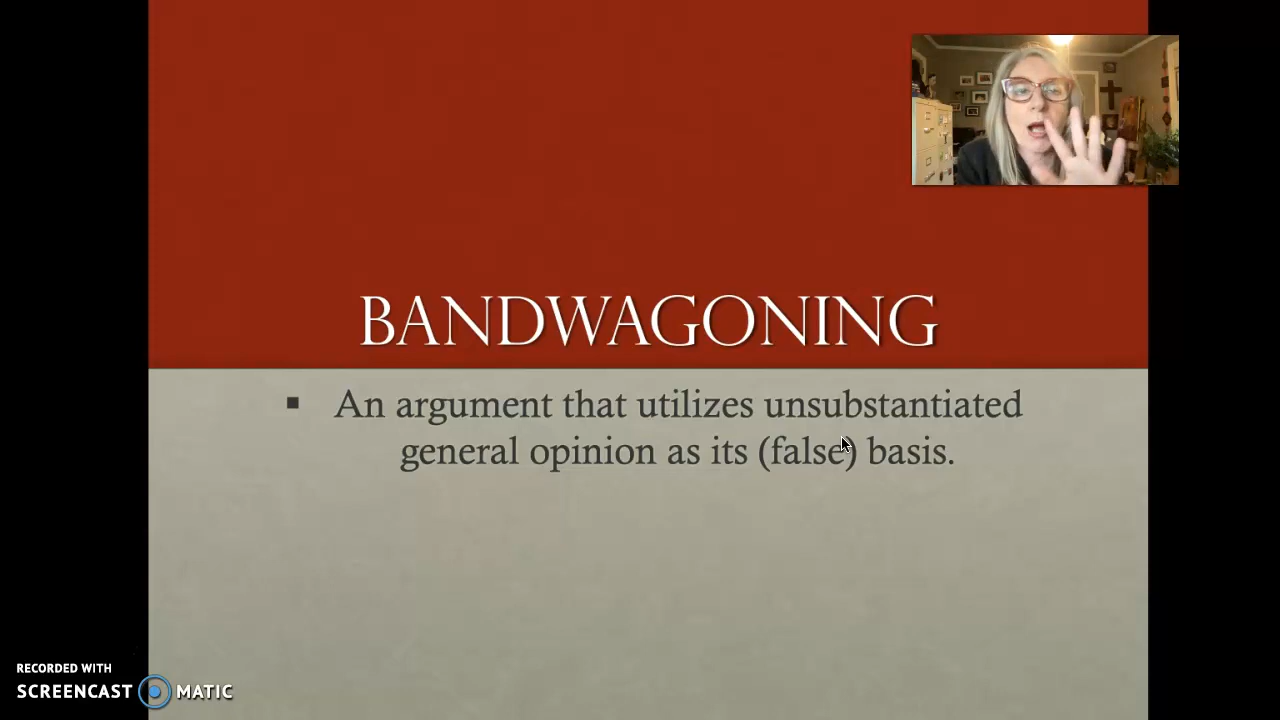 BANDWAGONING
▪ An argument that utilizes unsubstantiated
general opinion as its (false) basis.
RECORDED WITH
SCREENCAST MATIC